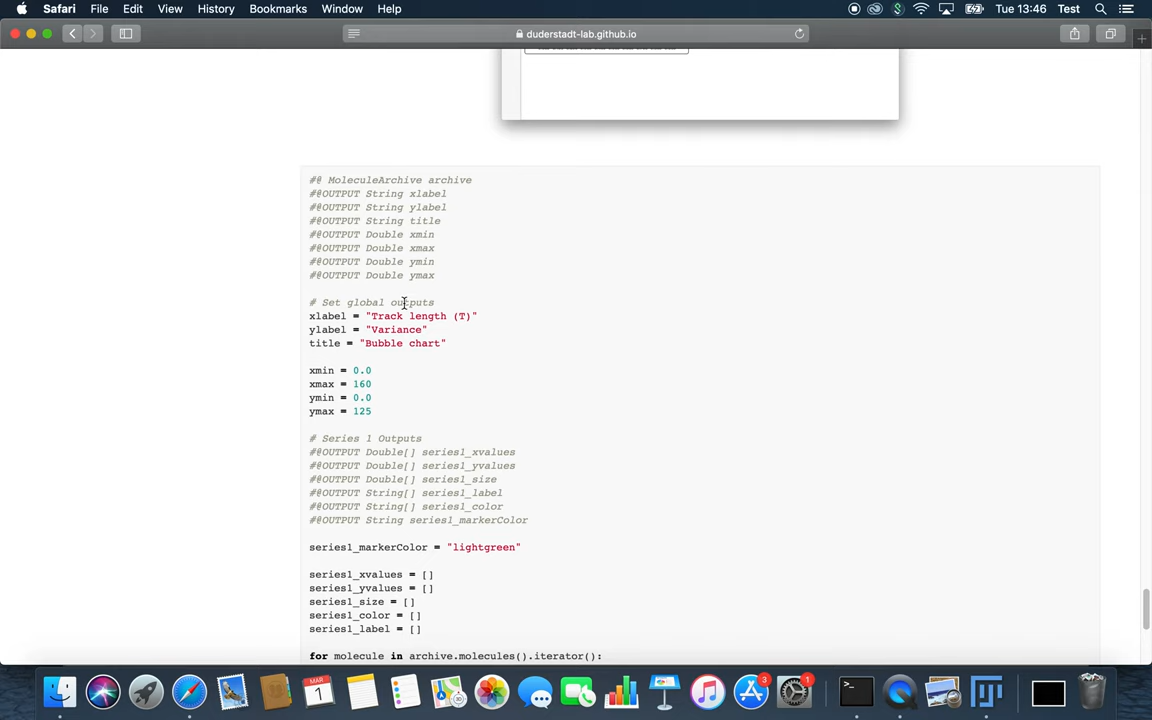 Safari File Edit View History Bookmarks Window Help Tue 13:46 Test
duderstadt-lab.github.io
#@ MoleculeArchive archive
#@OUTPUT String xlabel
#@OUTPUT String ylabel
#@OUTPUT String title
#@OUTPUT Double xmin
#@OUTPUT Double xmax
#@OUTPUT Double ymin
#@OUTPUT Double ymax
# Set global outputs
xlabel = "Track length (T)"
ylabel = "Variance"
title = "Bubble chart"
xmin = 0.0
xmax = 160
ymin = 0.0
ymax = 125
# Series 1 Outputs
#@OUTPUT Double[] series1_xvalues
#@OUTPUT Double[] series1_yvalues
#@OUTPUT Double[] series1_size
#@OUTPUT String[] series1_label
#@OUTPUT String[] series1_color
#@OUTPUT String series1_markerColor
series1_markerColor = "lightgreen"
series1_xvalues = []
series1_yvalues = []
series1_size = []
series1_color = []
series1_label = []
for molecule in archive.molecules().iterator():
MAR
1
3
1